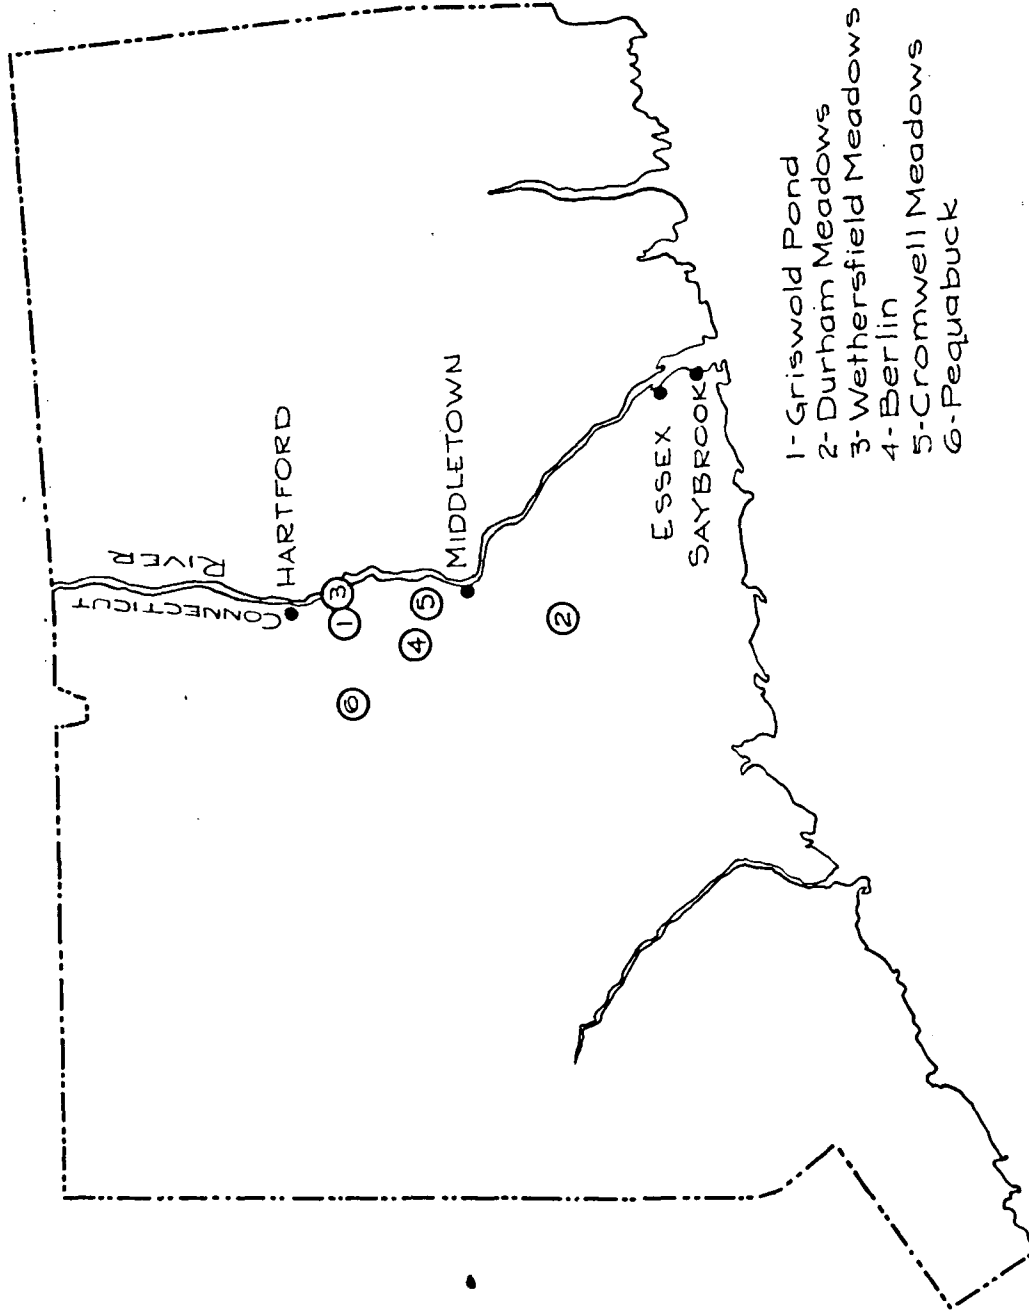 CONNECTICUT
RIVER
HARTFORD
3
1
6
5
4
MIDDLETOWN
2
ESSEX
SAYBROOK
1-Griswold Pond
2-Durham Meadows
3-Wethersfield Meadows
4-Berlin
5-Cromwell Meadows
6-Pequabuck